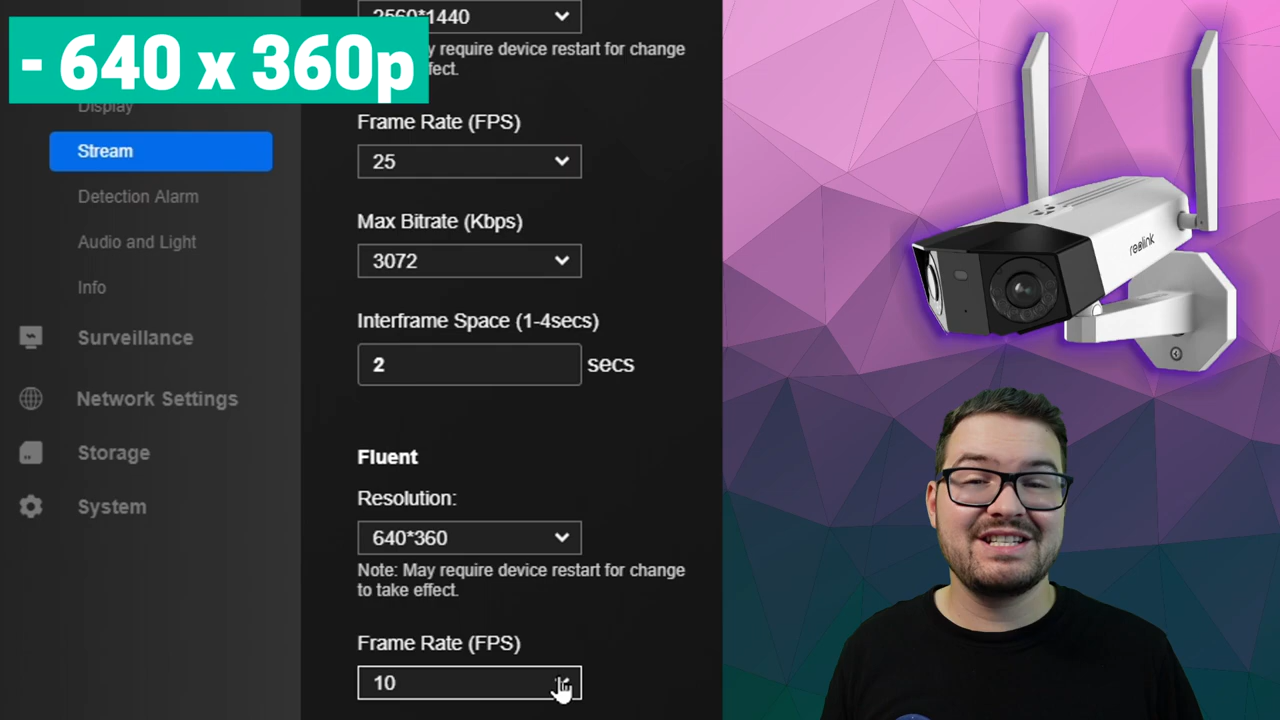 - 640 x 360p
Display
Stream
Detection Alarm
Audio and Light
Info
Surveillance
Network Settings
Storage
System
2560*1440
y require device restart for change
fect.
Frame Rate (FPS)
25
Max Bitrate (Kbps)
3072
Interframe Space (1-4secs)
2 secs
Fluent
Resolution:
640*360
Note: May require device restart for change
to take effect.
Frame Rate (FPS)
10
reolink